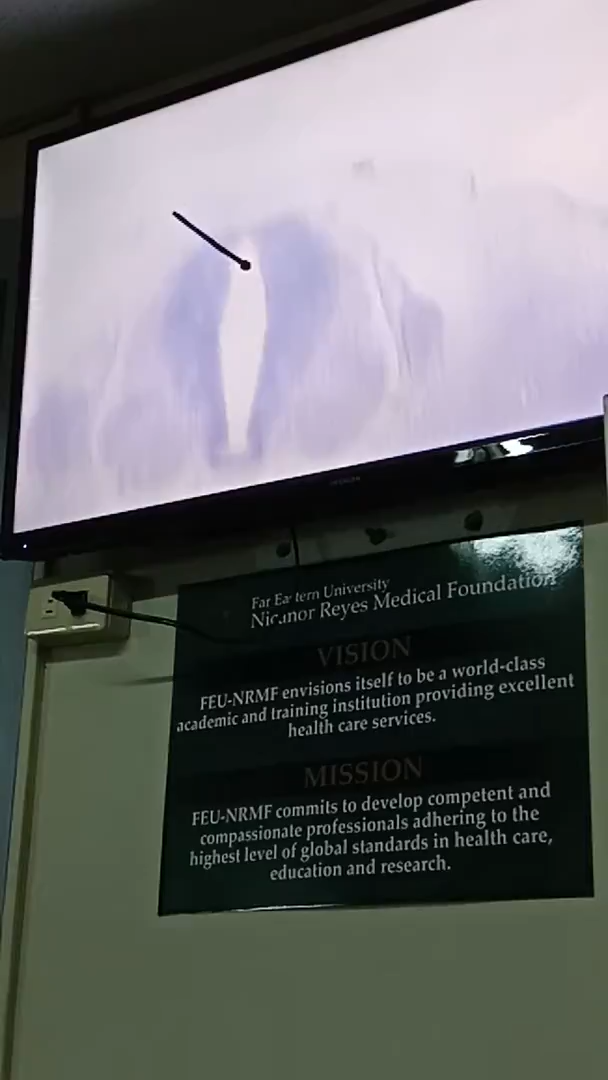 Far Eastern University
Nicanor Reyes Medical Foundation
VISION
FEU-NRMF envisions itself to be a world-class
academic and training institution providing excellent
health care services.
MISSION
FEU-NRMF commits to develop competent and
compassionate professionals adhering to the
highest level of global standards in health care,
education and research.